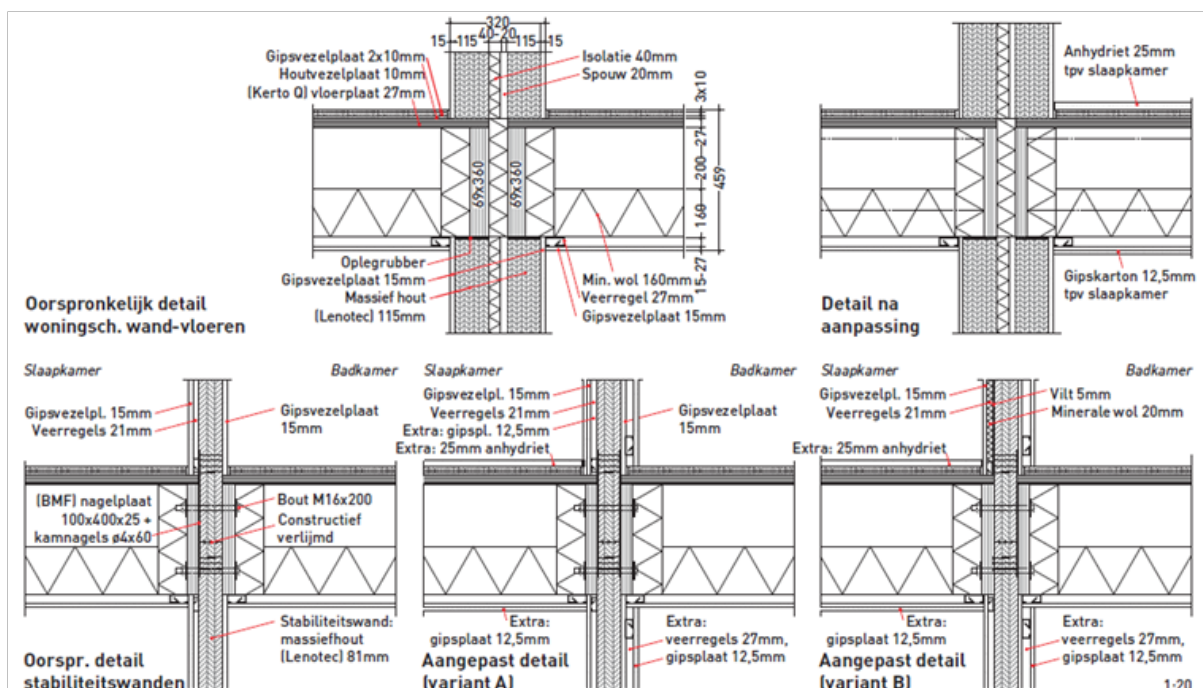 320
40-20
15 115 115 15
Gipsvezelplaat 2x10mm
Houtvezelplaat 10mm
(Kerto Q) vloerplaat 27mm
Isolatie 40mm
Spouw 20mm
3x10
27
200
160
15-27
459
69x360
69x360
Oplegrubber
Gipsvezelplaat 15mm
Massief hout
(Lenotec) 115mm
Min. wol 160mm
Veerregel 27mm
Gipsvezelplaat 15mm
Oorspronkelijk detail
woningsch. wand-vloeren
Anhydriet 25mm
tpv slaapkamer
Gipskarton 12,5mm
tpv slaapkamer
Detail na
aanpassing
Slaapkamer
Badkamer
Gipsvezelpl. 15mm
Veerregels 21mm
Gipsvezelplaat
15mm
(BMF) nagelplaat
100x400x25 +
kamnagels ø4x60
Bout M16x200
Constructief
verlijmd
Stabiliteitswand:
massiefhout
(Lenotec) 81mm
Oorspr. detail
stabiliteitswanden
Slaapkamer
Badkamer
Gipsvezelpl. 15mm
Veerregels 21mm
Extra: gipspl. 12,5mm
Extra: 25mm anhydriet
Gipsvezelplaat
15mm
Extra:
gipsplaat 12,5mm
Extra:
veerregels 27mm,
gipsplaat 12,5mm
Aangepast detail
(variant A)
Slaapkamer
Badkamer
Gipsvezelpl. 15mm
Veerregels 21mm
Extra: 25mm anhydriet
Vilt 5mm
Minerale wol 20mm
Extra:
gipsplaat 12,5mm
Extra:
veerregels 27mm,
gipsplaat 12,5mm
Aangepast detail
(variant B)
1-20